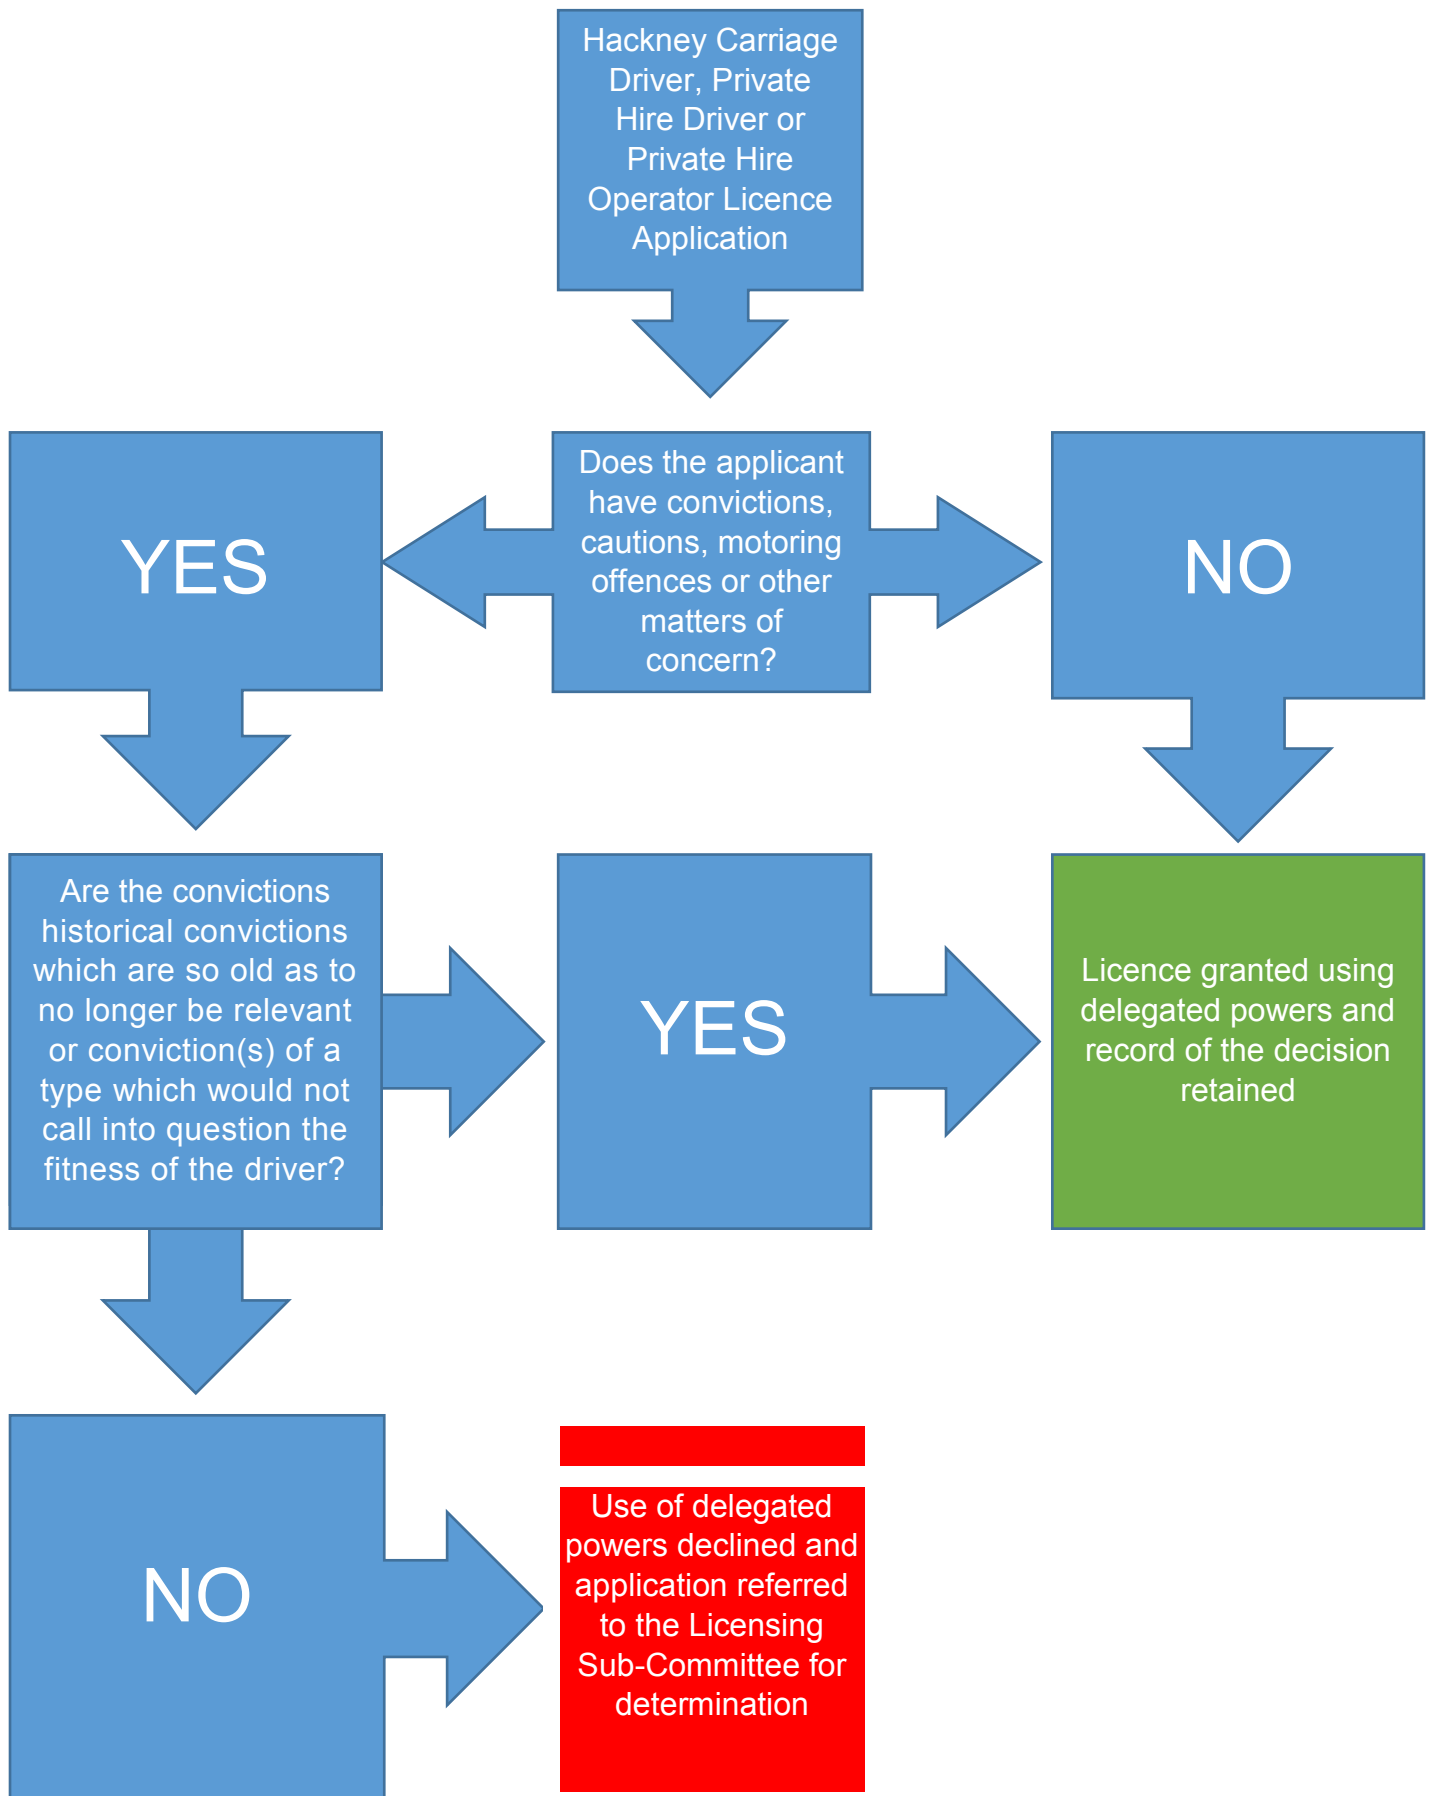 Hackney Carriage
Driver, Private
Hire Driver or
Private Hire
Operator Licence
Application
YES
Does the applicant
have convictions,
cautions, motoring
offences or other
matters of
concern?
NO
Are the convictions
historical convictions
which are so old as to
no longer be relevant
or conviction(s) of a
type which would not
call into question the
fitness of the driver?
YES
Licence granted using
delegated powers and
record of the decision
retained
NO
Use of delegated
powers declined and
application referred
to the Licensing
Sub-Committee for
determination